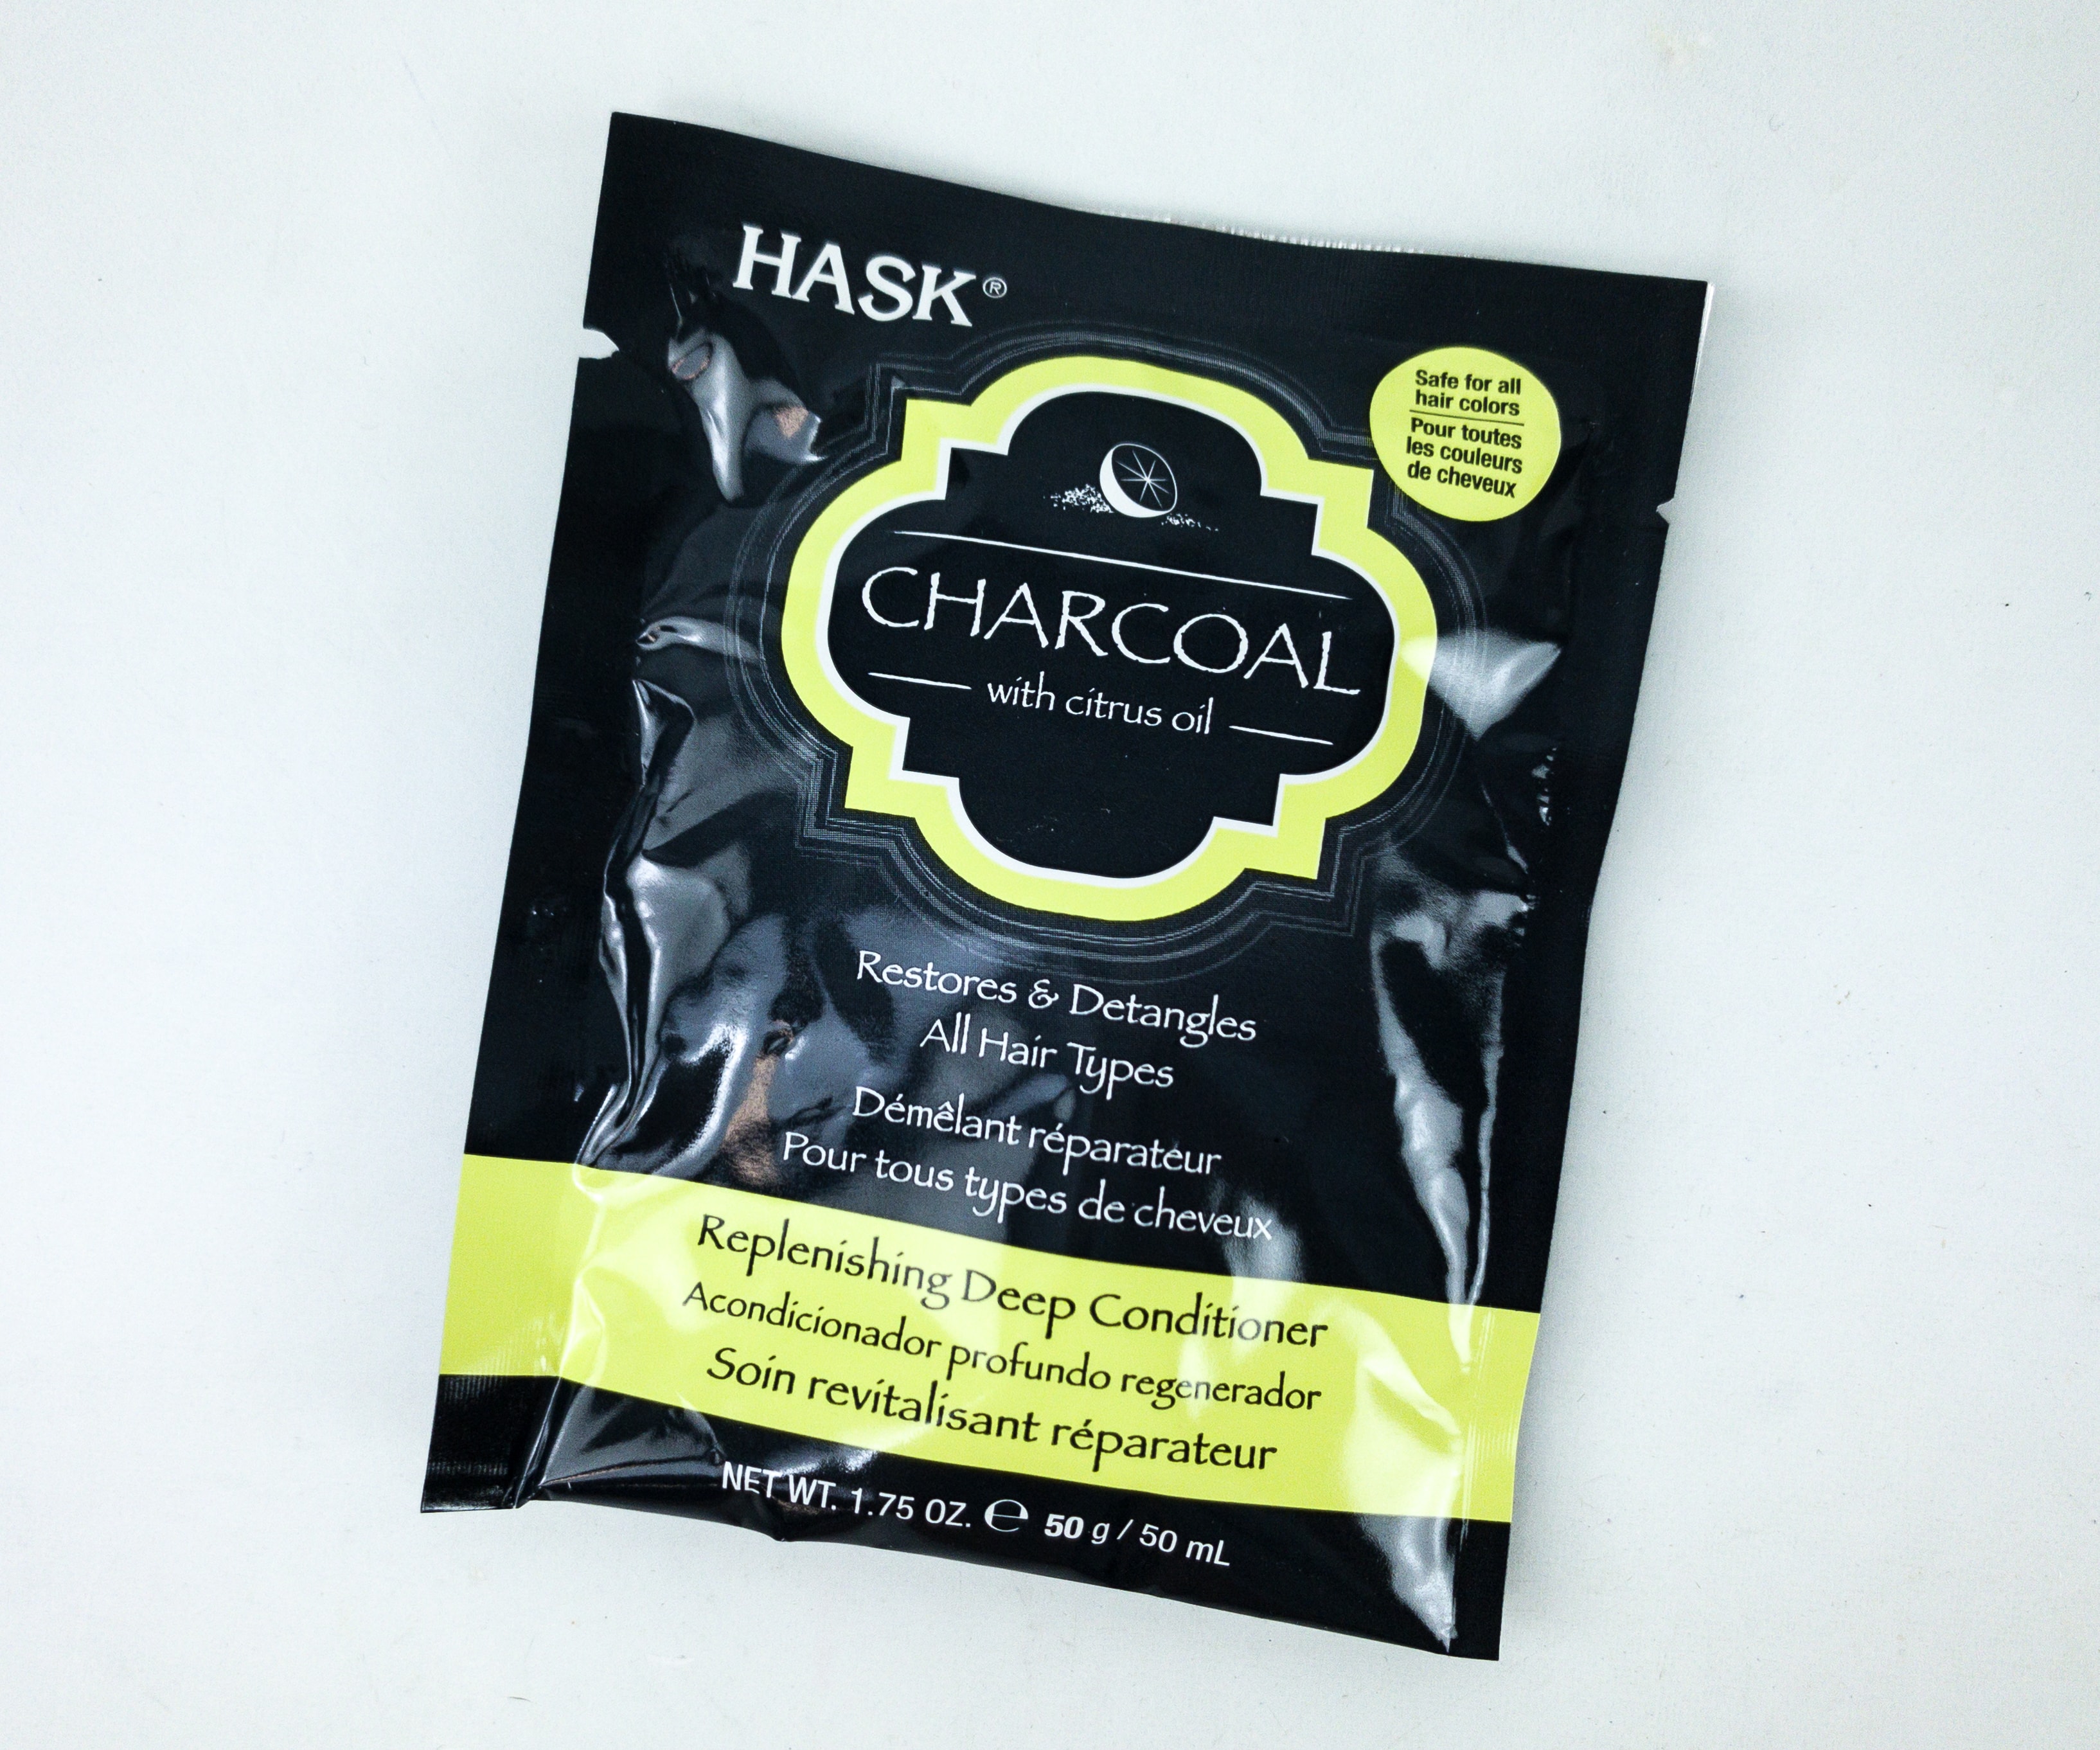 HASK®
Safe for all
hair colors
Pour toutes
les couleurs
de cheveux
CHARCOAL
with citrus oil
Restores & Detangles
All Hair Types
Démêlant réparateur
Pour tous types de cheveux
Replenishing Deep Conditioner
Acondicionador profundo regenerador
Soin revitalisant réparateur
NET WT. 1.75 OZ. ℮ 50 g / 50 mL